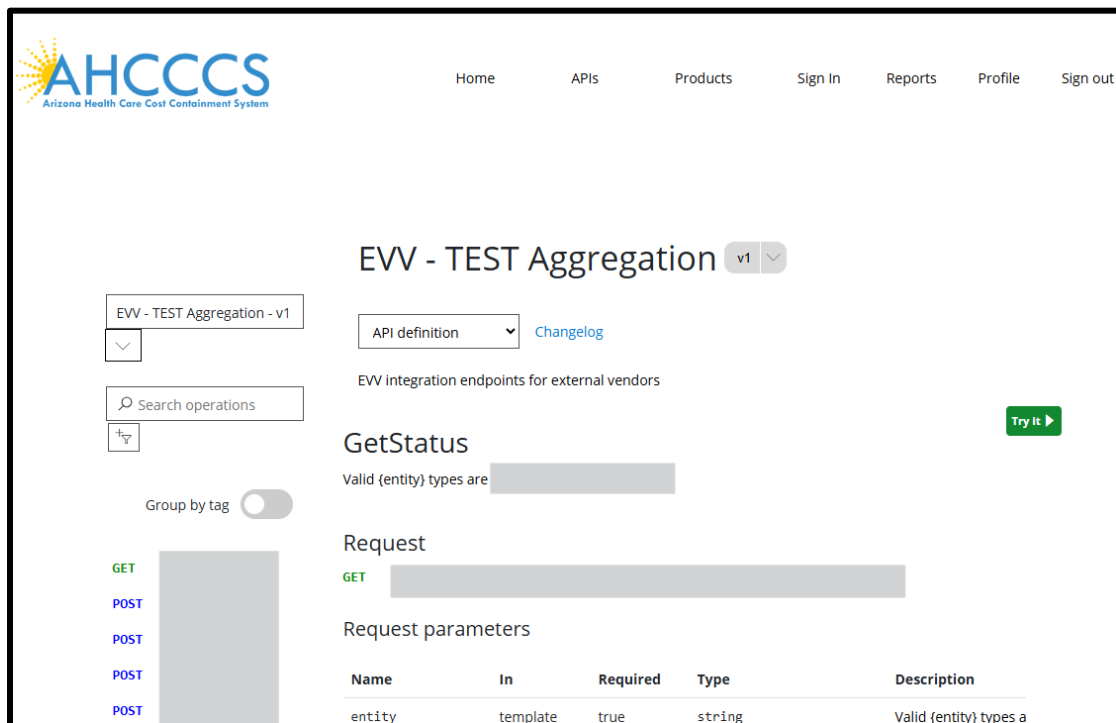 AHCCCS
Arizona Health Care Cost Containment System
Home APIs Products Sign In Reports Profile Sign out
EVV - TEST Aggregation v1
EVV - TEST Aggregation - v1
API definition Changelog
EVV integration endpoints for external vendors
Search operations
Try it
GetStatus
Valid {entity} types are
Group by tag
Request
GET
GET
POST
POST
POST
POST
Request parameters
Name In Required Type Description
entity template true string Valid {entity} types a